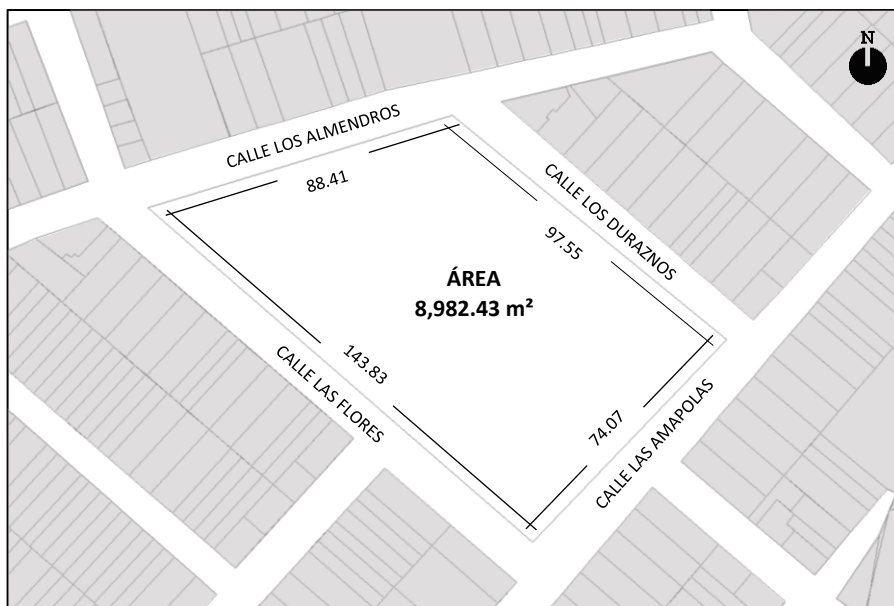 N
CALLE LOS ALMENDROS
88.41
CALLE LOS DURAZNOS
97.55
ÁREA
8,982.43 m²
143.83
CALLE LAS FLORES
74.07
CALLE LAS AMAPOLAS